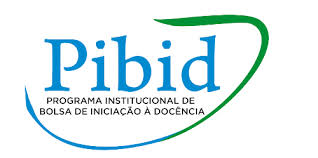 Pibid
PROGRAMA INSTITUCIONAL DE
BOLSA DE INICIAÇÃO À DOCÊNCIA